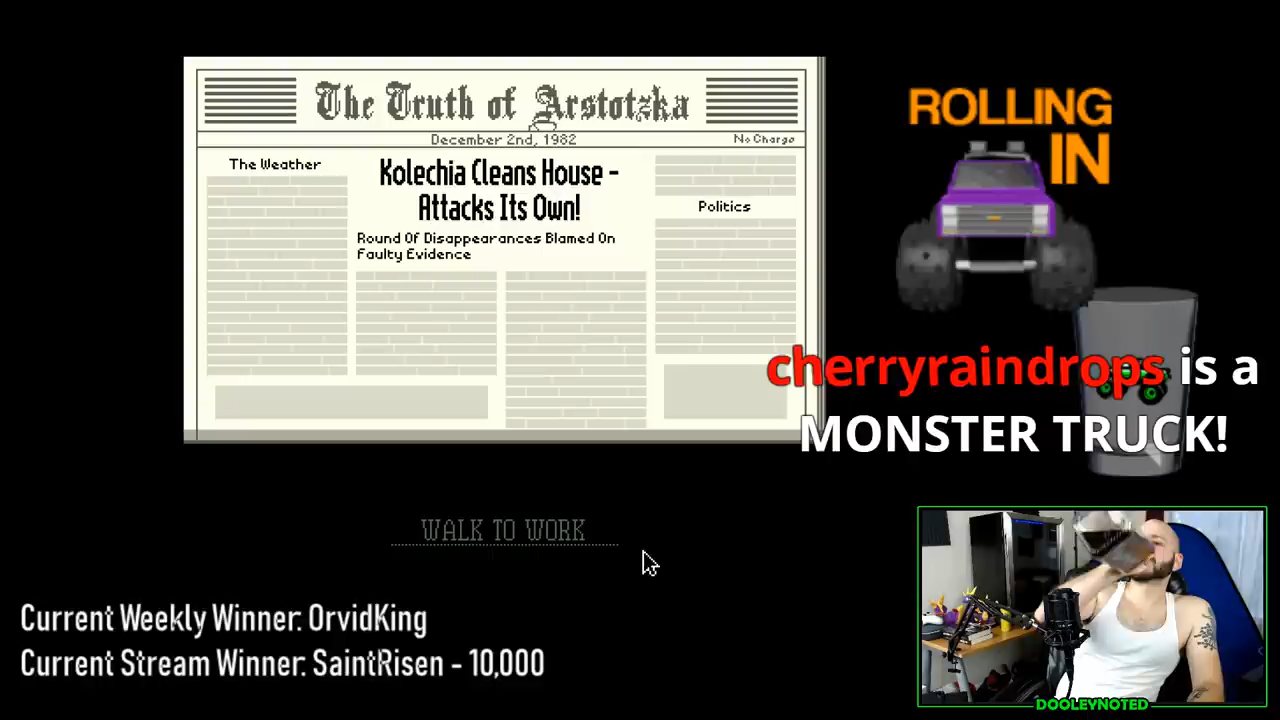 The Truth of Arstotzka
December 2nd, 1982
No Charge
The Weather
Kolechia Cleans House -
Attacks Its Own!
Round Of Disappearances Blamed On
Faulty Evidence
Politics
WALK TO WORK
ROLLING
IN
cherryraindrops is a
MONSTER TRUCK!
Current Weekly Winner: OrvidKing
Current Stream Winner: SaintRisen - 10,000
DOOLEYNOTED